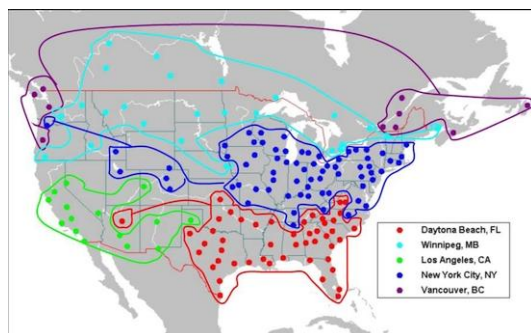 Daytona Beach, FL
Winnipeg, MB
Los Angeles, CA
New York City, NY
Vancouver, BC